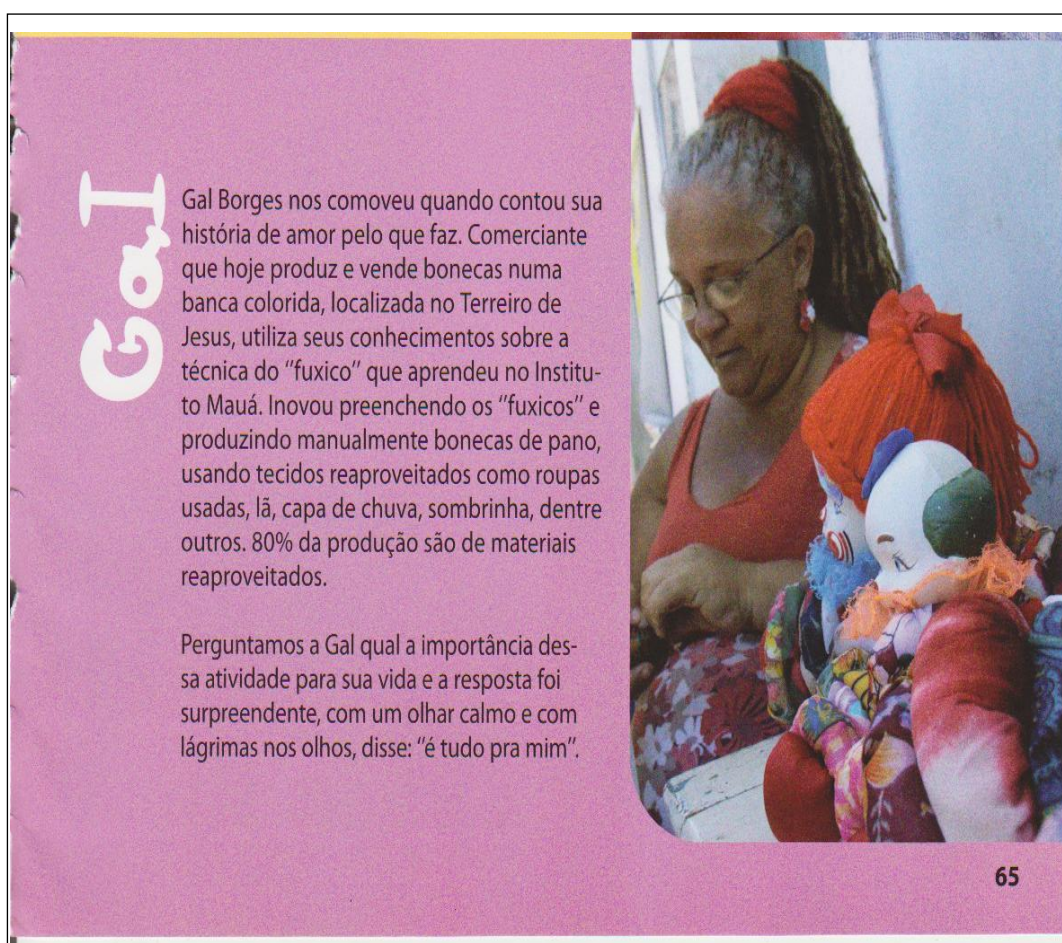 Gal
Gal Borges nos comoveu quando contou sua
história de amor pelo que faz. Comerciante
que hoje produz e vende bonecas numa
banca colorida, localizada no Terreiro de
Jesus, utiliza seus conhecimentos sobre a
técnica do "fuxico" que aprendeu no Institu-
to Mauá. Inovou preenchendo os "fuxicos" e
produzindo manualmente bonecas de pano,
usando tecidos reaproveitados como roupas
usadas, lã, capa de chuva, sombrinha, dentre
outros. 80% da produção são de materiais
reaproveitados.
Perguntamos a Gal qual a importância des-
sa atividade para sua vida e a resposta foi
surpreendente, com um olhar calmo e com
lágrimas nos olhos, disse: "é tudo pra mim".
65